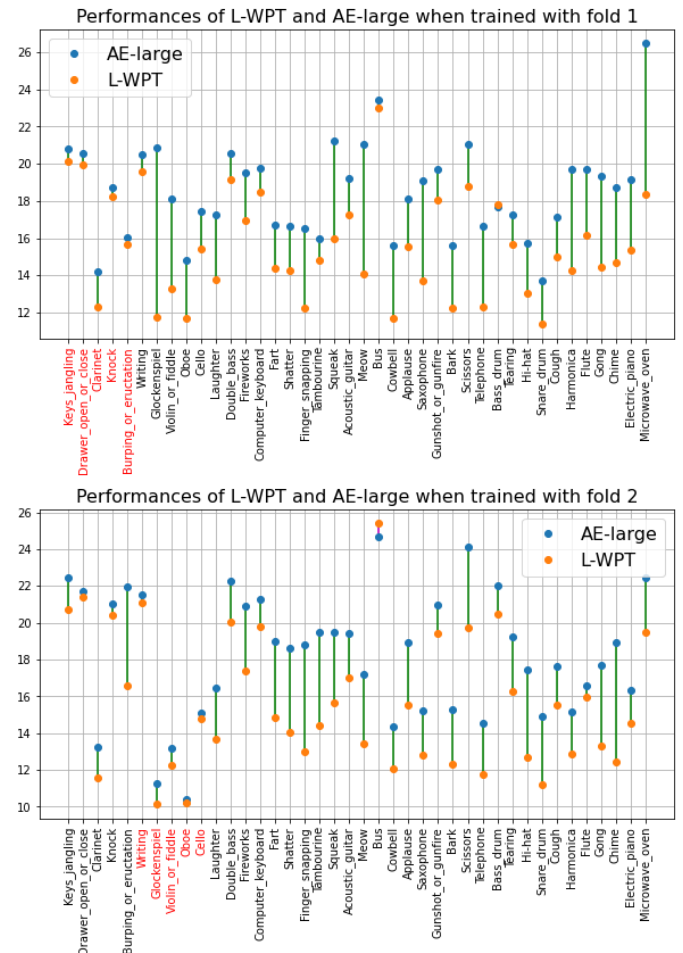 Performances of L-WPT and AE-large when trained with fold 1
26
24
22
20
18
16
14
12
AE-large
L-WPT
Keys_jangling
Drawer_open_or_close
Clarinet
Knock
Burping_or_eructation
Writing
Glockenspiel
Violin_or_fiddle
Oboe
Cello
Laughter
Double_bass
Fireworks
Computer_keyboard
Fart
Shatter
Finger_snapping
Tambourine
Squeak
Acoustic_guitar
Meow
Bus
Cowbell
Applause
Saxophone
Gunshot_or_gunfire
Bark
Scissors
Telephone
Bass_drum
Tearing
Hi-hat
Snare_drum
Cough
Harmonica
Flute
Gong
Chime
Electric_piano
Microwave_oven
Performances of L-WPT and AE-large when trained with fold 2
26
24
22
20
18
16
14
12
10
AE-large
L-WPT
Keys_jangling
Drawer_open_or_close
Clarinet
Knock
Burping_or_eructation
Writing
Glockenspiel
Violin_or_fiddle
Oboe
Cello
Laughter
Double_bass
Fireworks
Computer_keyboard
Fart
Shatter
Finger_snapping
Tambourine
Squeak
Acoustic_guitar
Meow
Bus
Cowbell
Applause
Saxophone
Gunshot_or_gunfire
Bark
Scissors
Telephone
Bass_drum
Tearing
Hi-hat
Snare_drum
Cough
Harmonica
Flute
Gong
Chime
Electric_piano
Microwave_oven